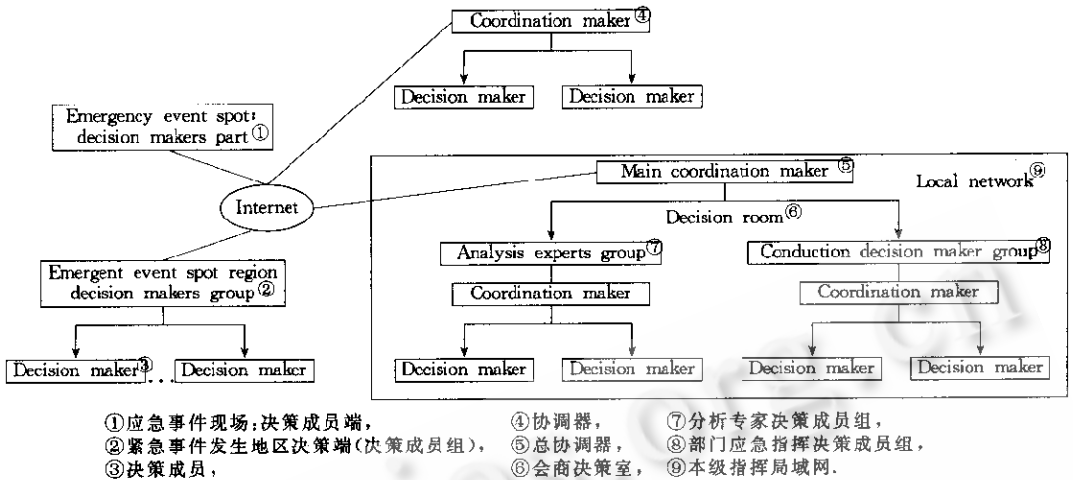 Coordination maker④
Decision maker Decision maker
Emergency event spot:
decision makers part①
Main coordination maker⑤
Local network⑨
Internet
Decision room⑥
Analysis experts group⑦ Conduction decision maker group⑧
Emergent event spot region
decision makers group②
Coordination maker Coordination maker
Decision maker③… Decision maker Decision maker Decision maker Decision maker Decision maker
①应急事件现场:决策成员端, ④协调器, ⑦分析专家决策成员组,
②紧急事件发生地区决策端(决策成员组), ⑤总协调器, ⑧部门应急指挥决策成员组,
③决策成员, ⑥会商决策室, ⑨本级指挥局域网.